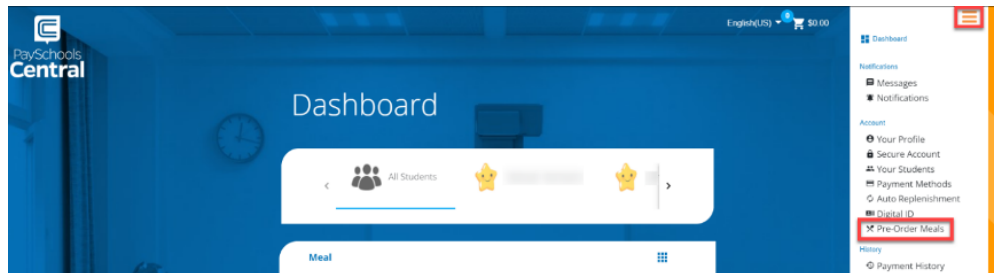 PaySchools
Central
English(US)
0
$0.00
Dashboard
All Students
Meal
Dashboard
Notifications
Messages
Notifications
Account
Your Profile
Secure Account
Your Students
Payment Methods
Auto Replenishment
Digital ID
Pre-Order Meals
History
Payment History